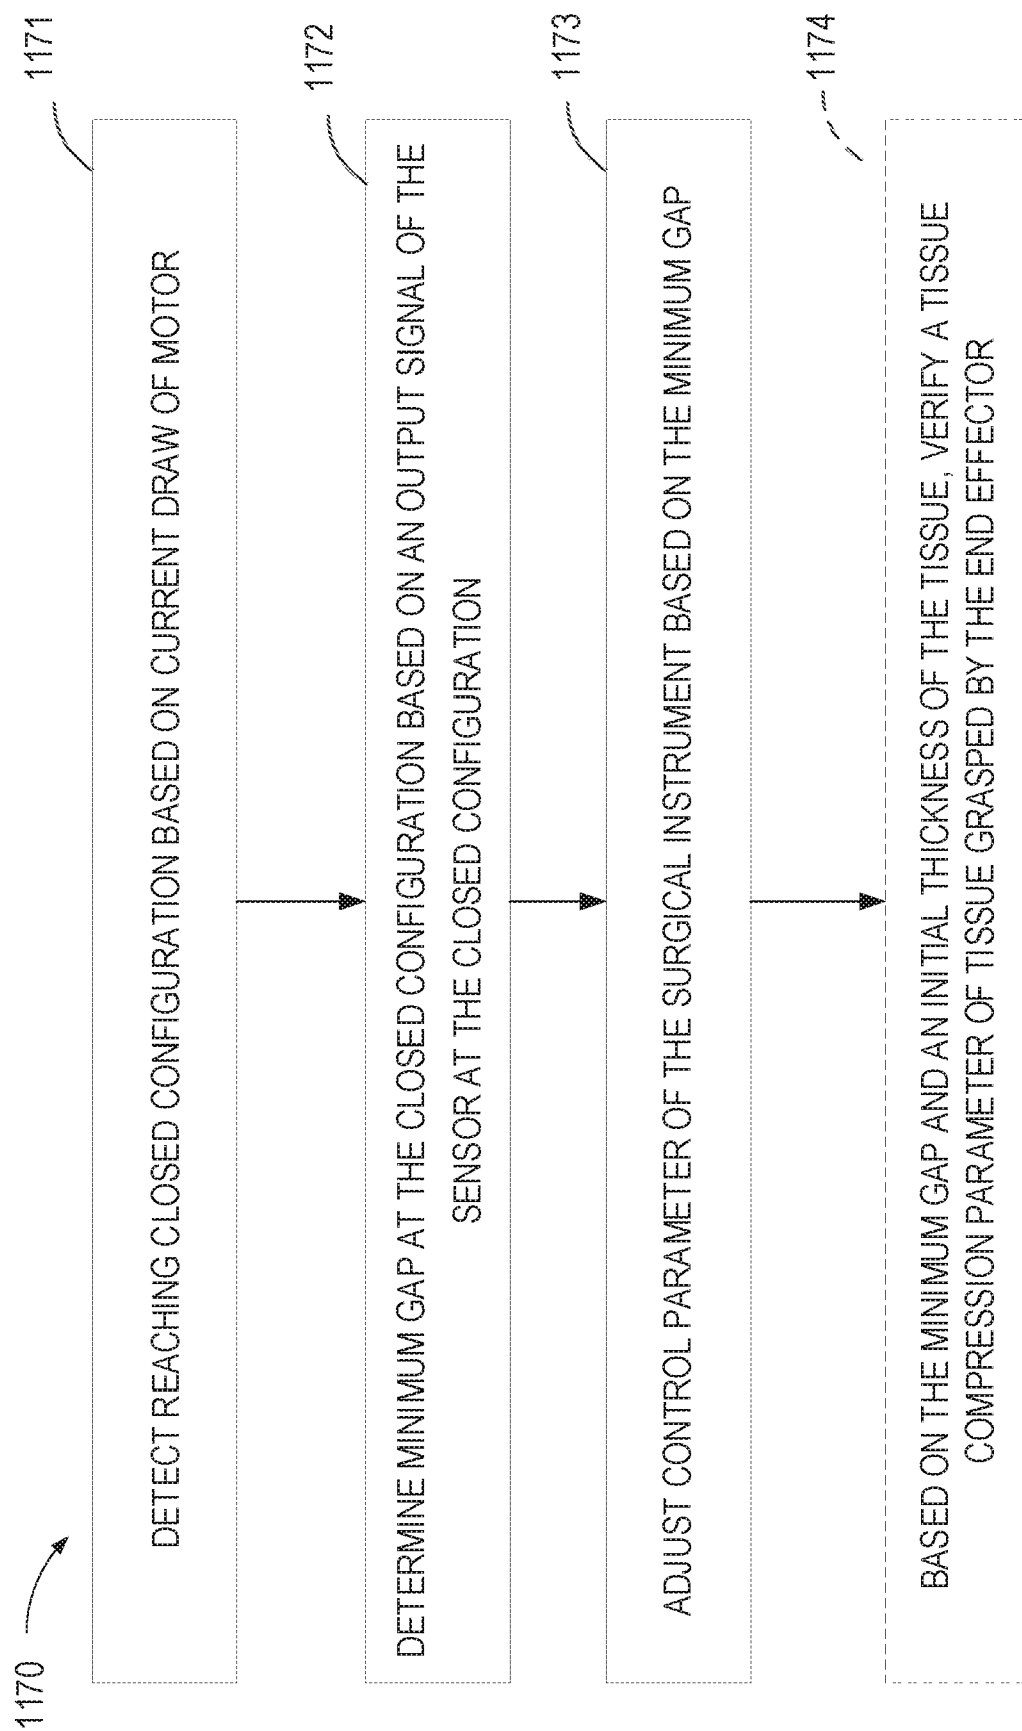 1170
1171
DETECT REACHING CLOSED CONFIGURATION BASED ON CURRENT DRAW OF MOTOR
1172
DETERMINE MINIMUM GAP AT THE CLOSED CONFIGURATION BASED ON AN OUTPUT SIGNAL OF THE
SENSOR AT THE CLOSED CONFIGURATION
1173
ADJUST CONTROL PARAMETER OF THE SURGICAL INSTRUMENT BASED ON THE MINIMUM GAP
1174
BASED ON THE MINIMUM GAP AND AN INITIAL THICKNESS OF THE TISSUE, VERIFY A TISSUE
COMPRESSION PARAMETER OF TISSUE GRASPED BY THE END EFFECTOR